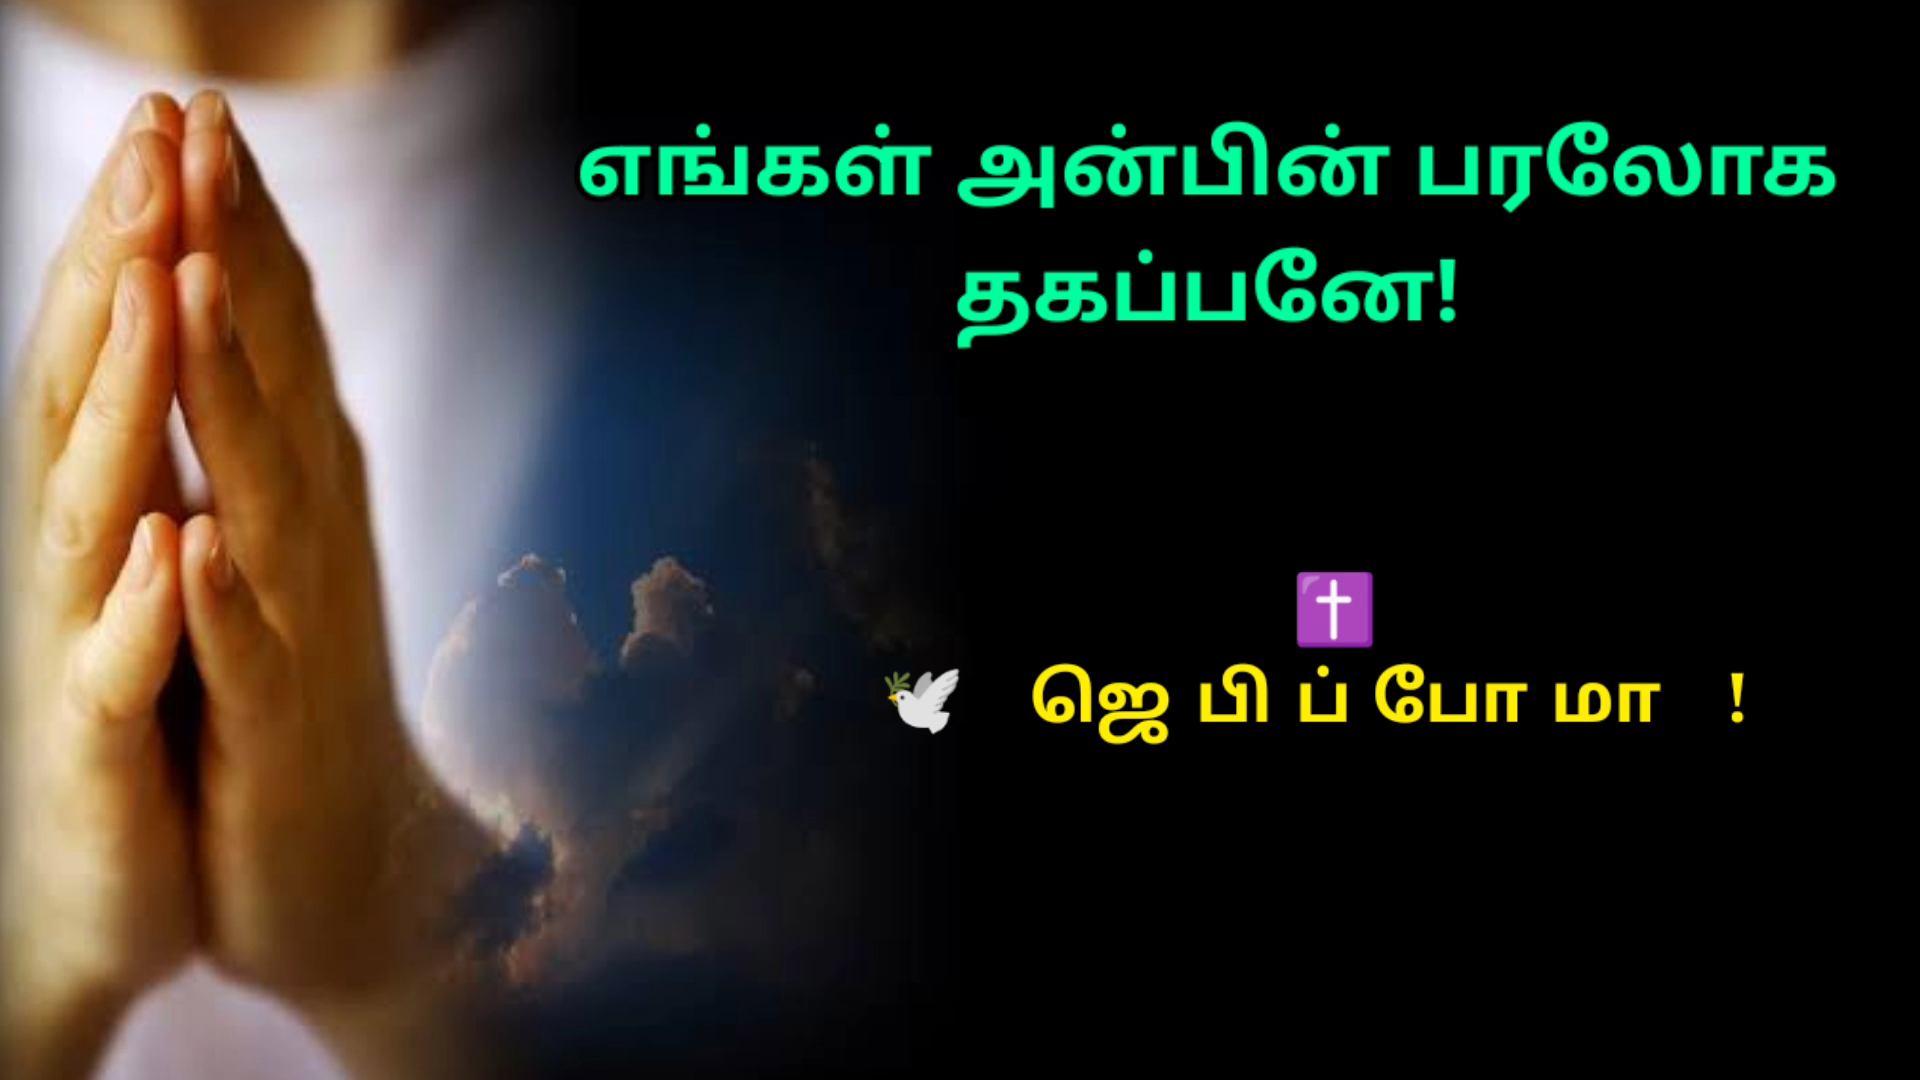 எங்கள் அன்பின் பரலோக
தகப்பனே!
✝️
🕊️ ஜெ பி ப் போ மா !